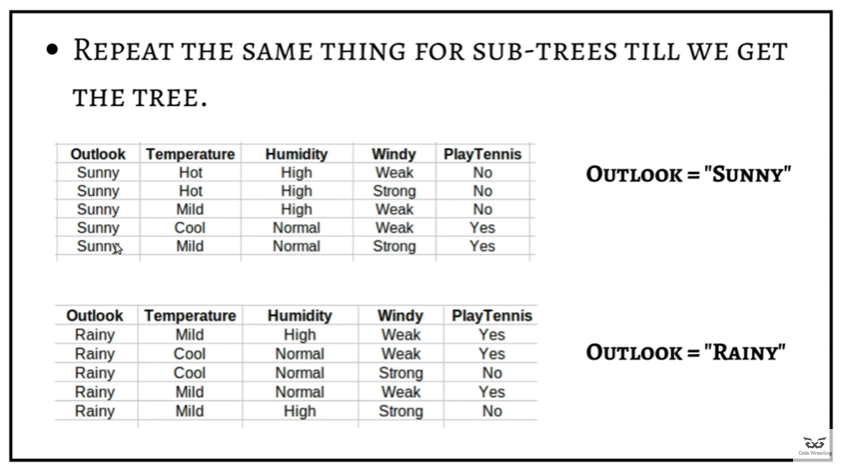 • Repeat the same thing for sub-trees till we get
the tree.
Outlook Temperature Humidity Windy PlayTennis
Sunny Hot High Weak No
Sunny Hot High Strong No
Sunny Mild High Weak No
Sunny Cool Normal Weak Yes
Sunny Mild Normal Strong Yes
Outlook = "Sunny"
Outlook Temperature Humidity Windy PlayTennis
Rainy Mild High Weak Yes
Rainy Cool Normal Weak Yes
Rainy Cool Normal Strong No
Rainy Mild Normal Weak Yes
Rainy Mild High Strong No
Outlook = "Rainy"
Code Wrestling